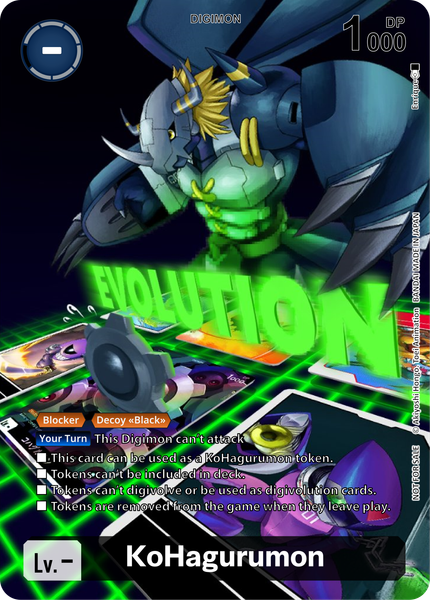 DIGIMON
DP
1000
-
EVOLUTION
Blocker Decoy «Black»
Your Turn This Digimon can't attack
This card can be used as a KoHagurumon token.
Tokens can't be included in deck.
Tokens can't digivolve or be used as digivolution cards.
Tokens are removed from the game when they leave play.
Lv.-
KoHagurumon
© Akiyoshi Hongo, Toei Animation BANDAI MADE IN JAPAN
NOT FOR SALE